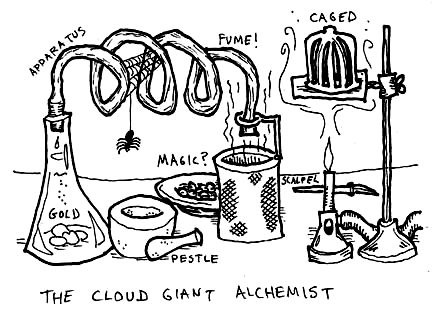 CAGED
FUME!
APPARATUS
MAGIC?
SCALPEL
GOLD
PESTLE
THE CLOUD GIANT ALCHEMIST